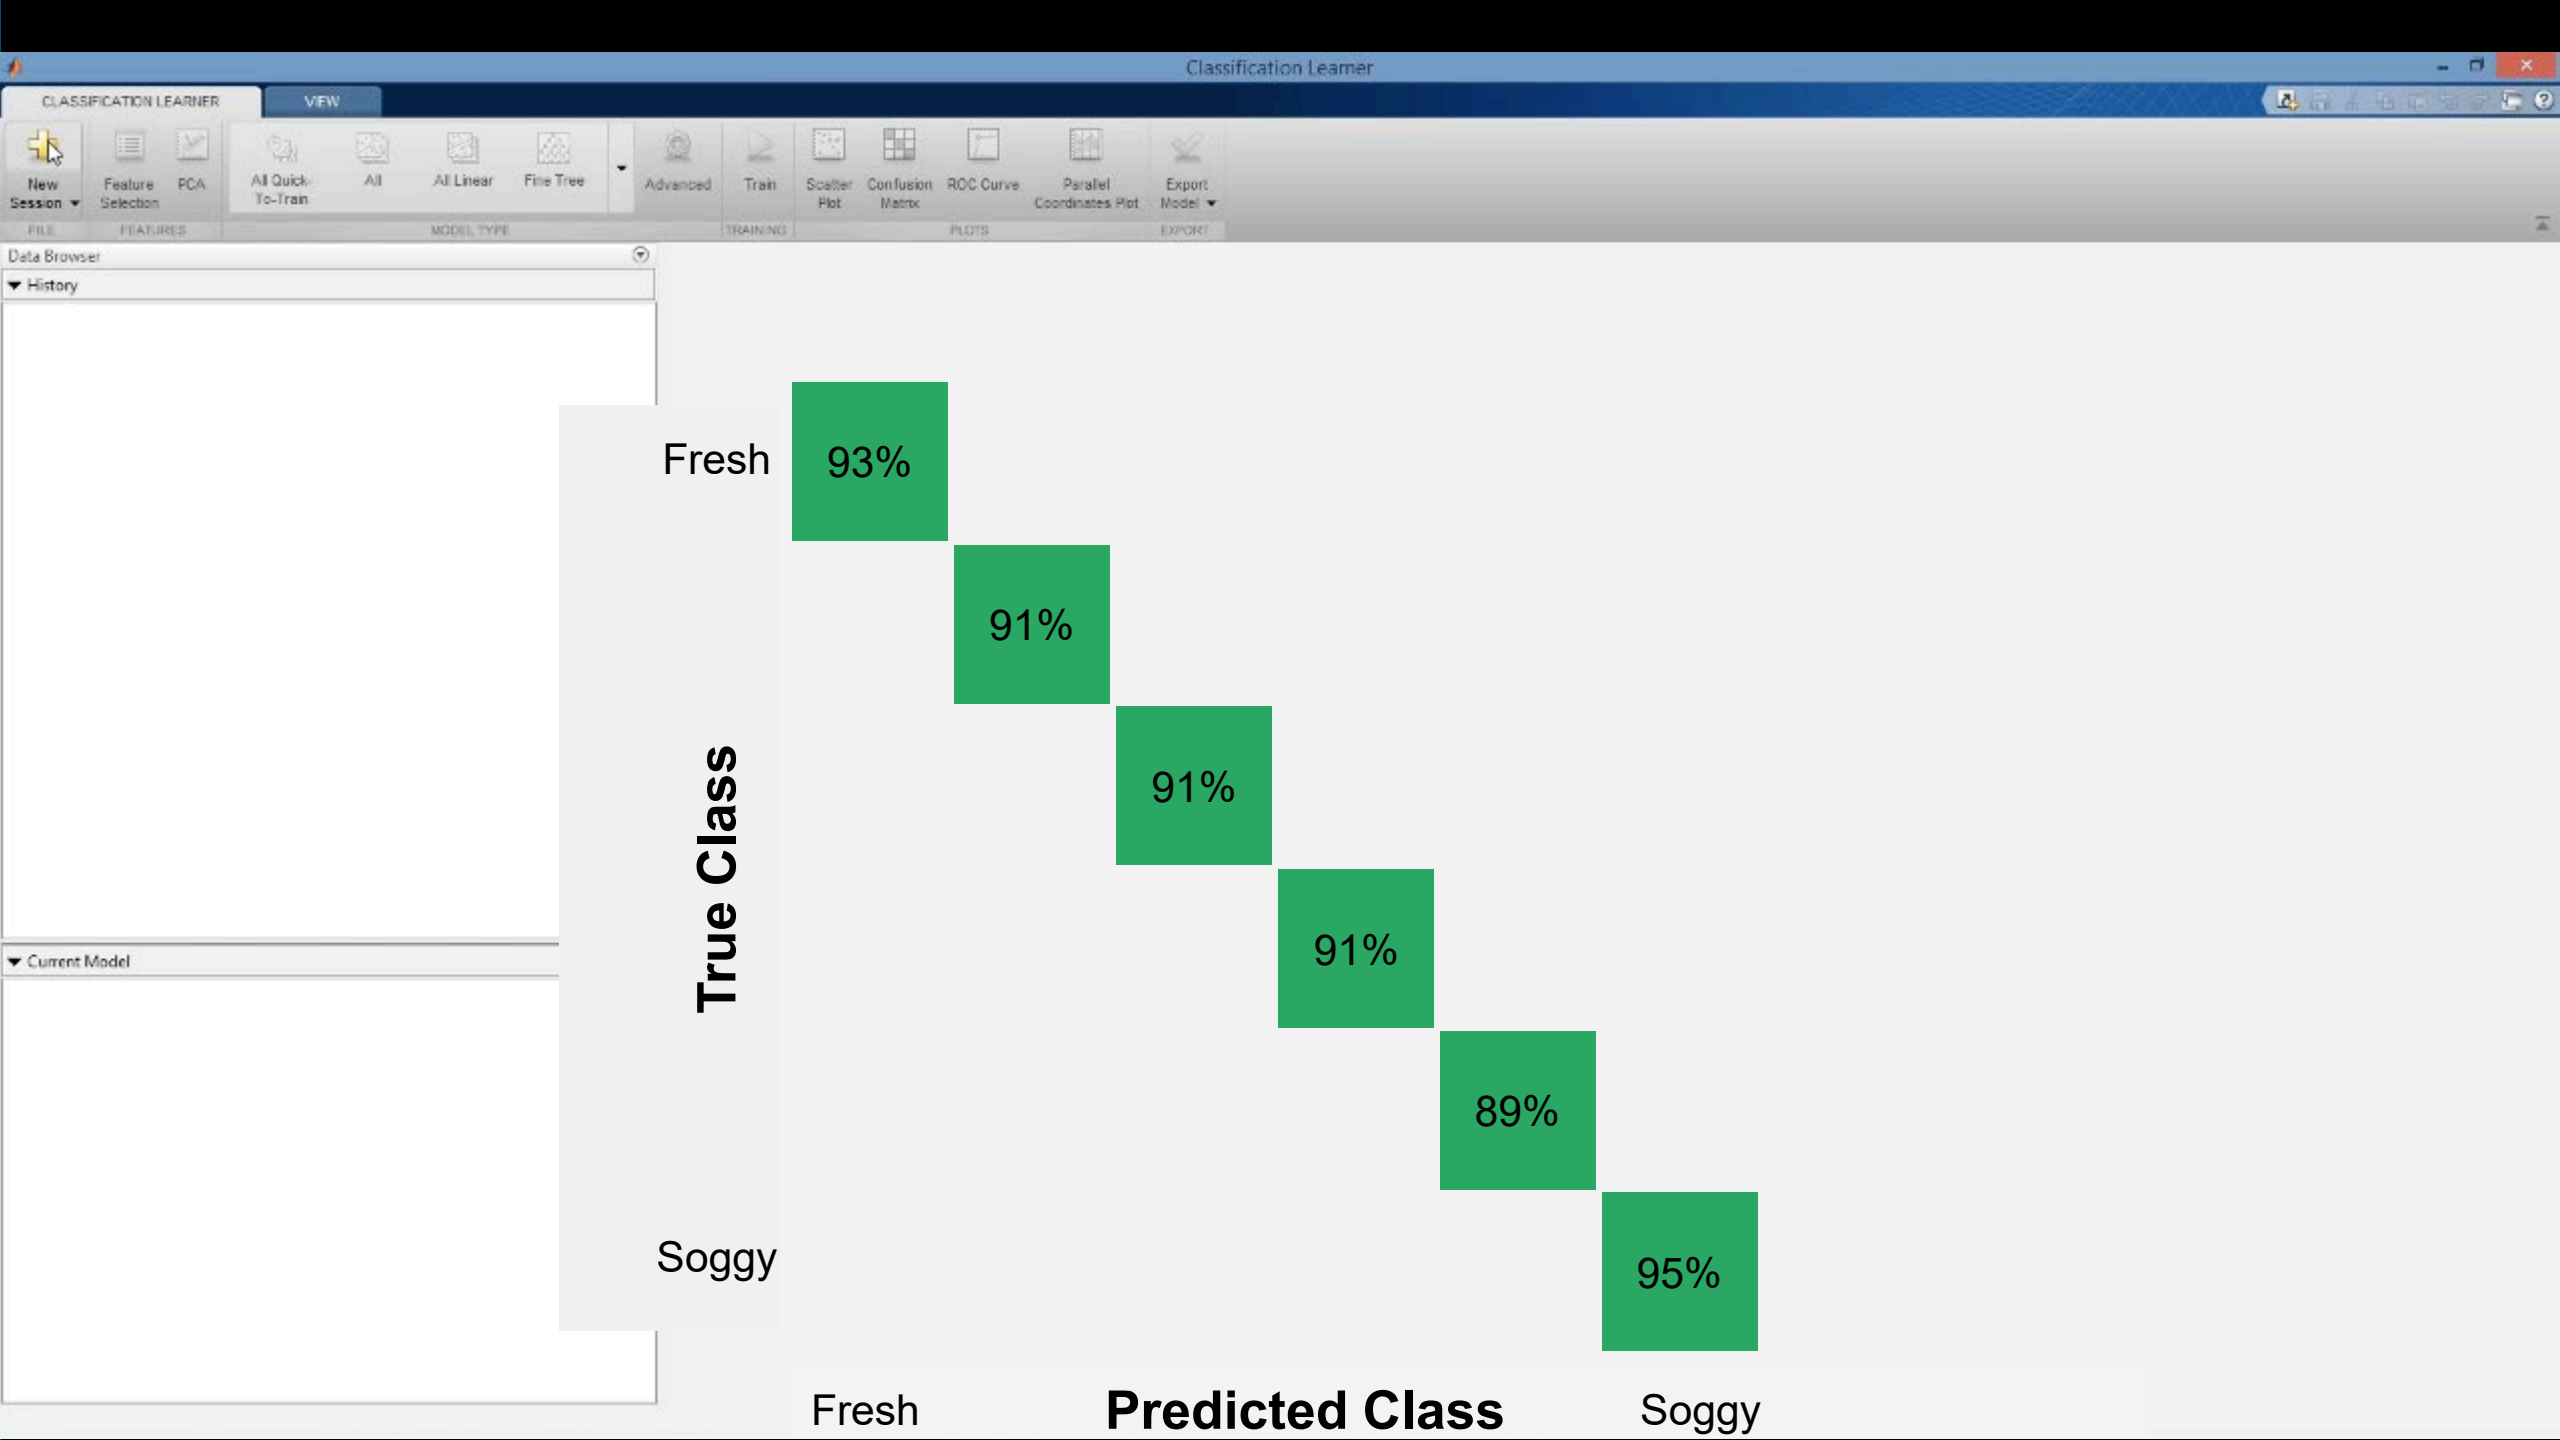 Classification Learner
CLASSIFICATION LEARNER
VIEW
New Session
Feature Selection
PCA
All Quick-To-Train
All
All Linear
Fine Tree
Advanced
Train
Scatter Plot
Confusion Matrix
ROC Curve
Parallel Coordinates Plot
Export Model
FILE
FEATURES
MODEL TYPE
TRAINING
PLOTS
EXPORT
Data Browser
History
Fresh
93%
91%
91%
True Class
91%
Current Model
89%
Soggy
95%
Fresh
Predicted Class
Soggy